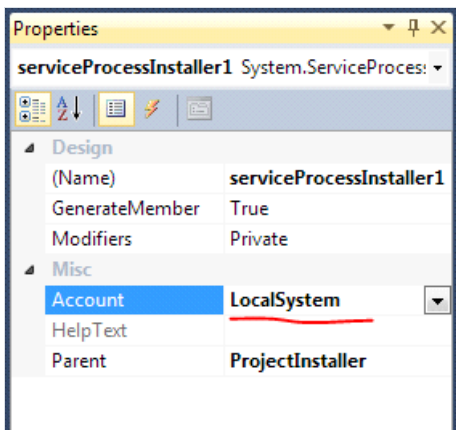 Properties
serviceProcessInstaller1 System.ServiceProces
Design
(Name) serviceProcessInstaller1
GenerateMember True
Modifiers Private
Misc
Account LocalSystem
HelpText
Parent ProjectInstaller